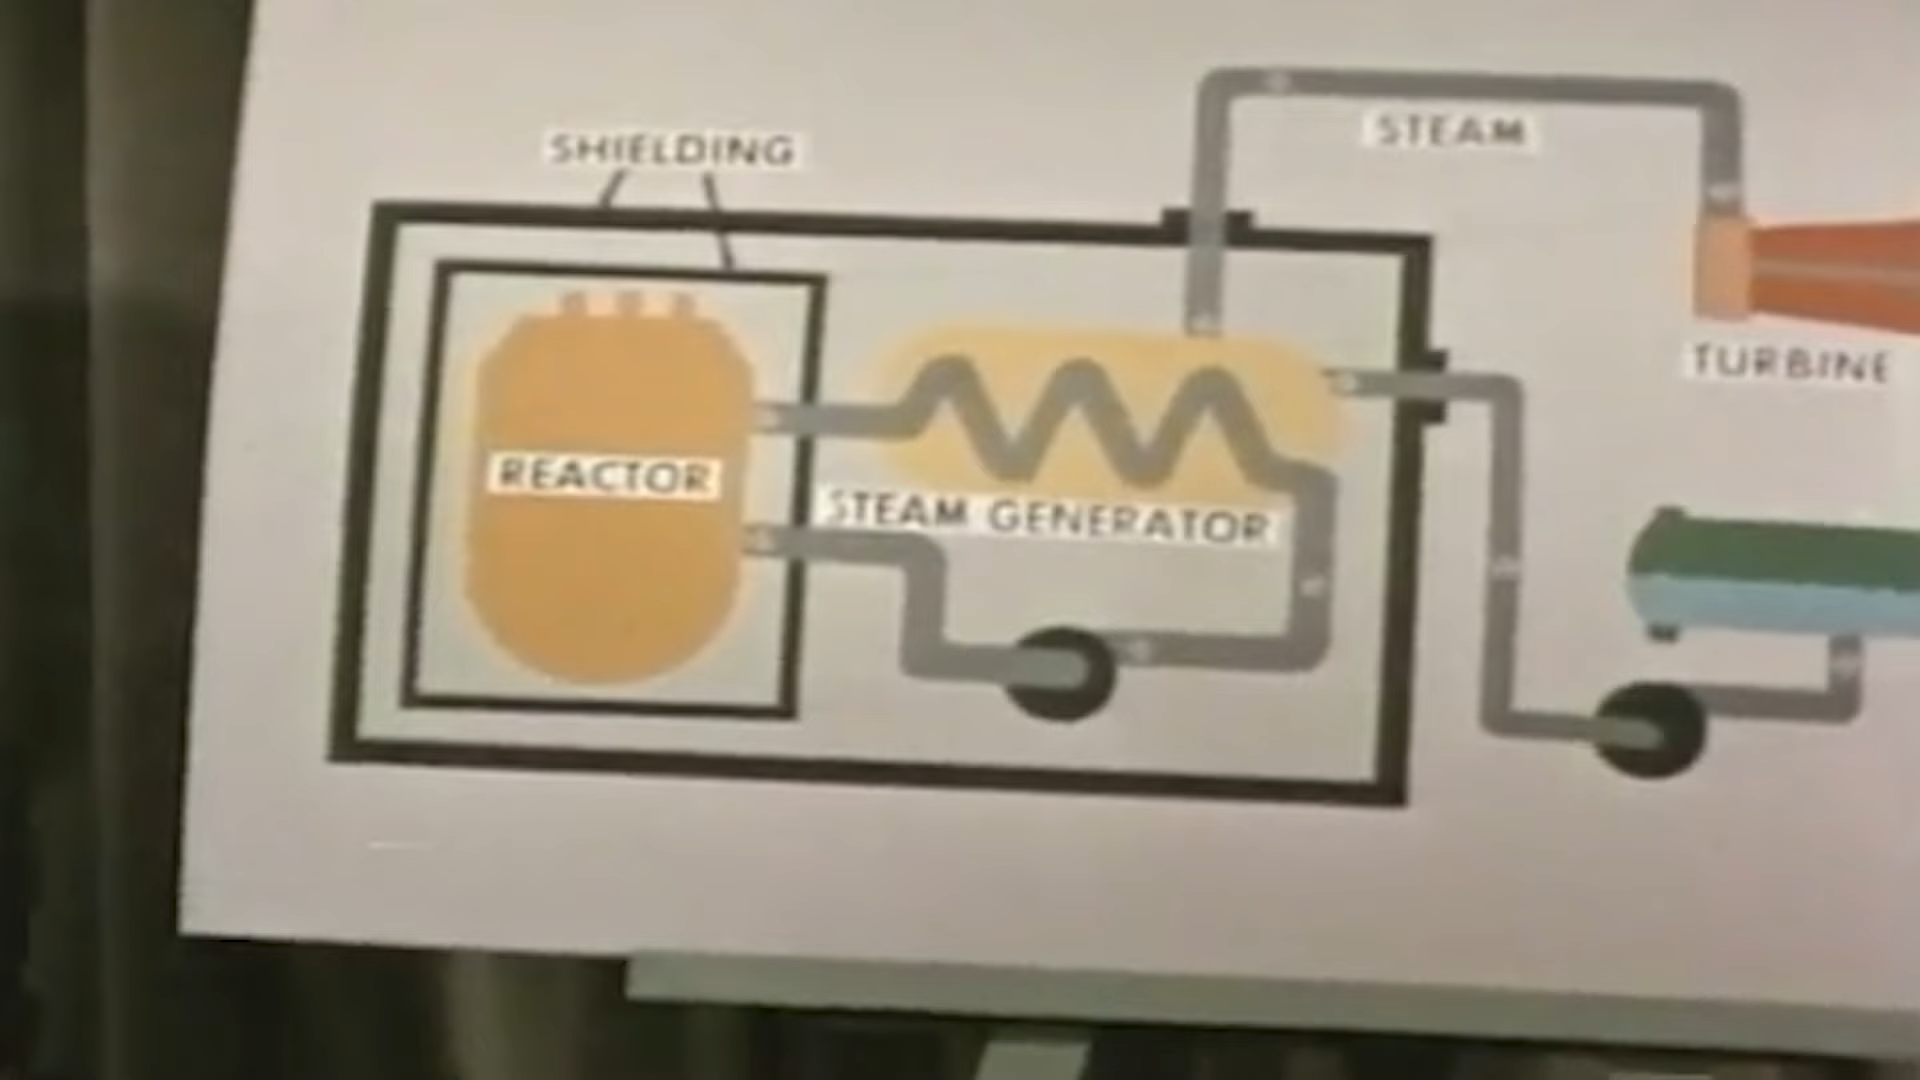 SHIELDING
STEAM
TURBINE
REACTOR
STEAM GENERATOR